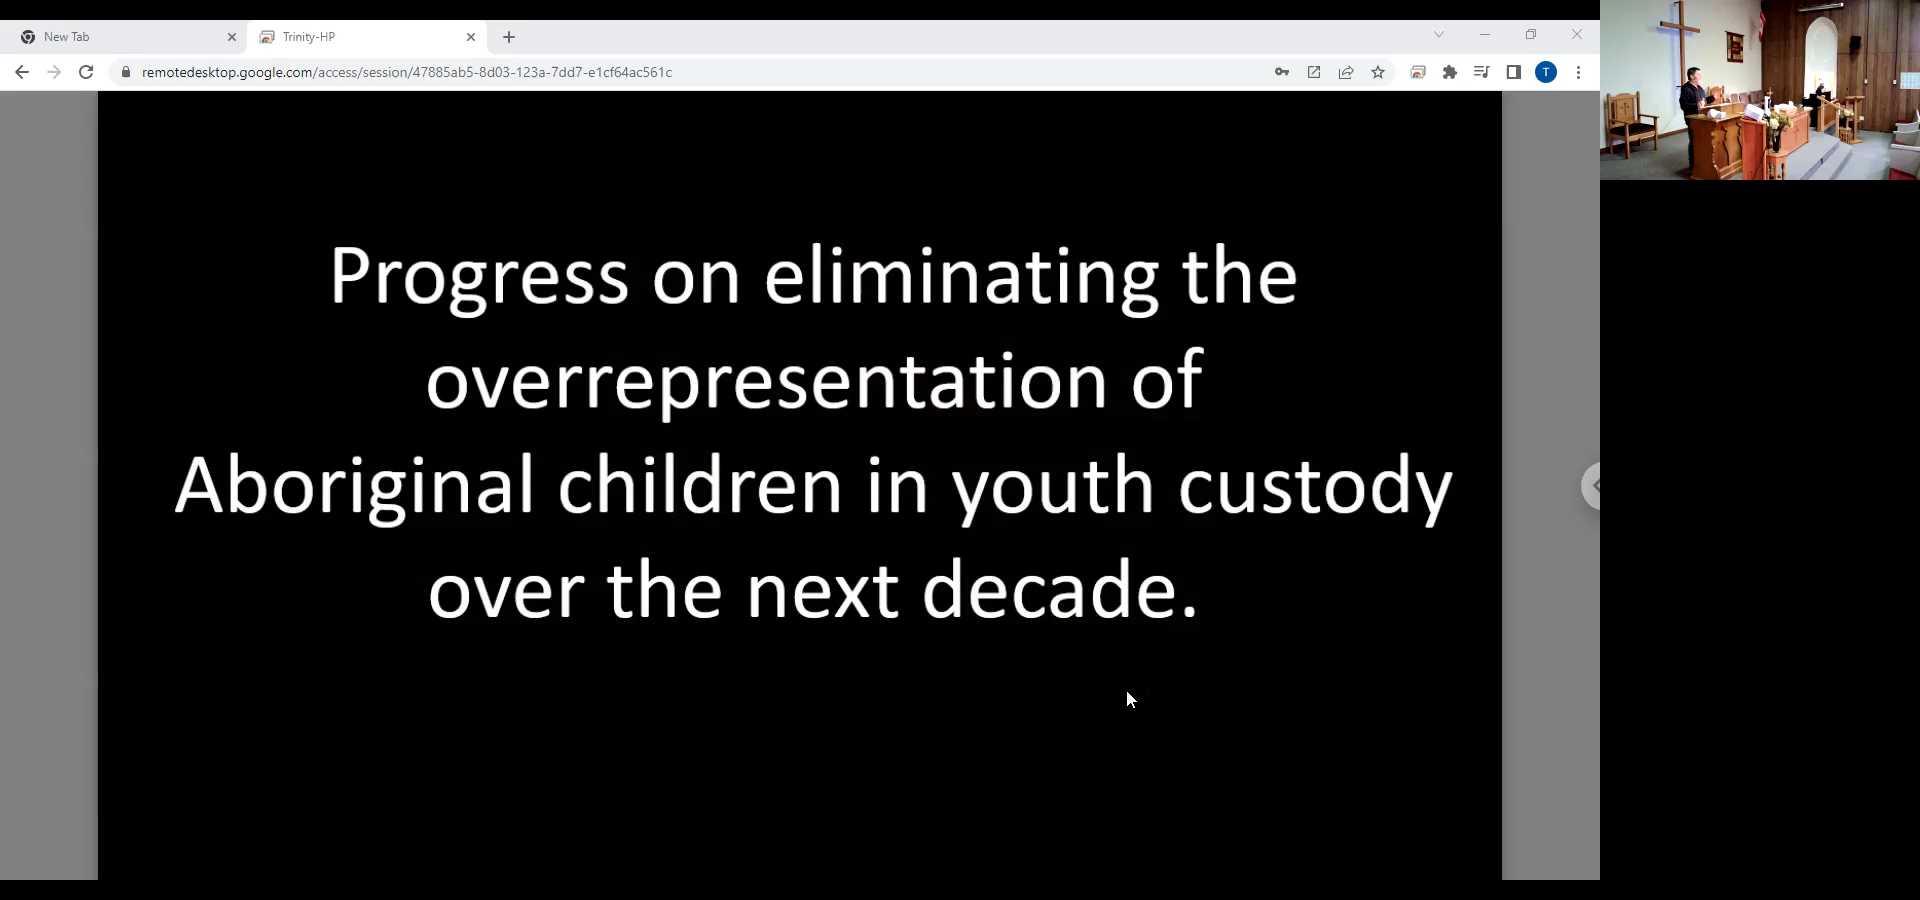 New Tab
Trinity-HP
remotedesktop.google.com/access/session/47885ab5-8d03-123a-7dd7-e1cf64ac561c
T
Progress on eliminating the
overrepresentation of
Aboriginal children in youth custody
over the next decade.